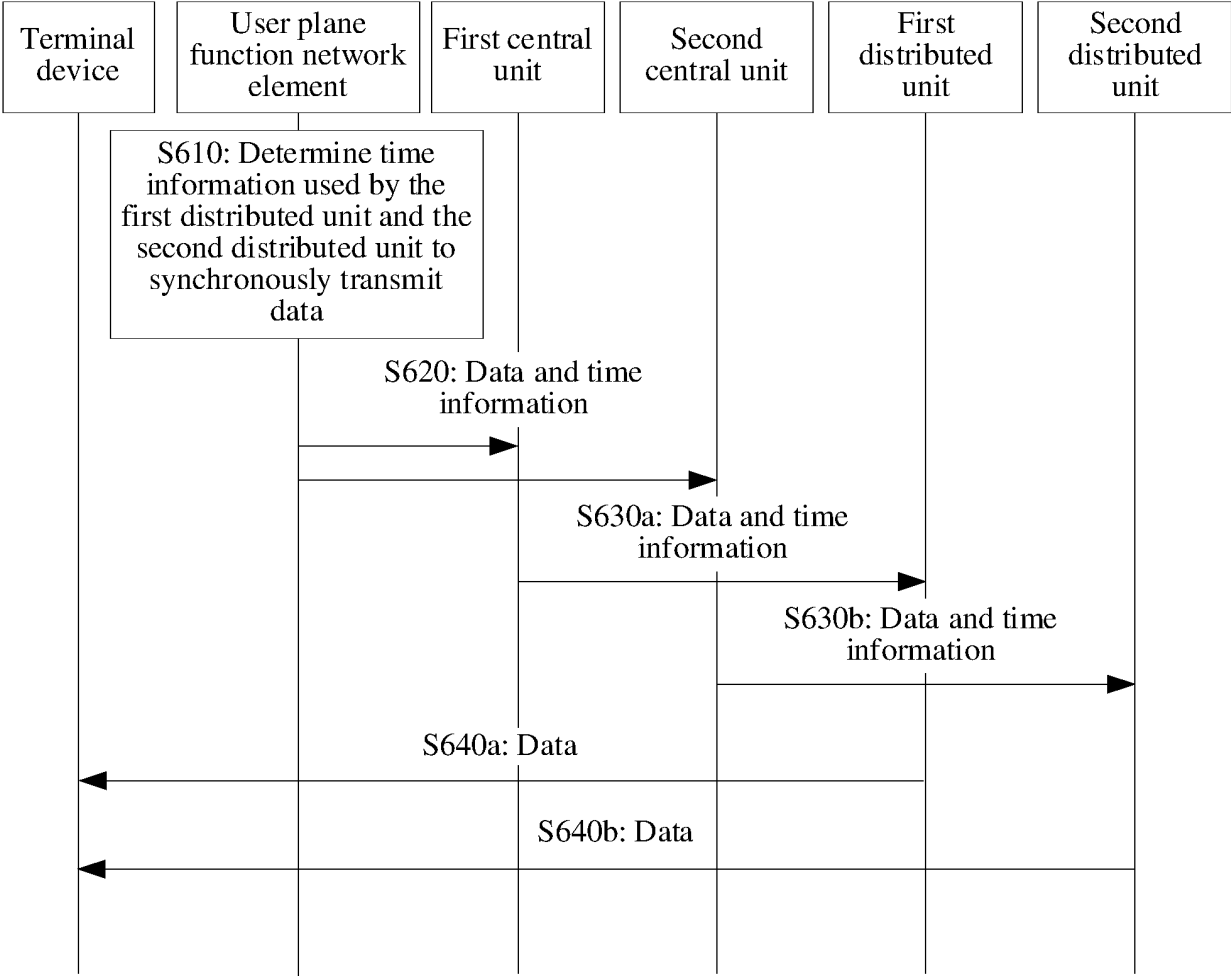 Terminal
device
User plane
function network
element
First central
unit
Second
central unit
First
distributed
unit
Second
distributed unit
S610: Determine time
information used by the
first distributed unit and the
second distributed unit to
synchronously transmit
data
S620: Data and time
information
S630a: Data and time
information
S630b: Data and time
information
S640a: Data
S640b: Data